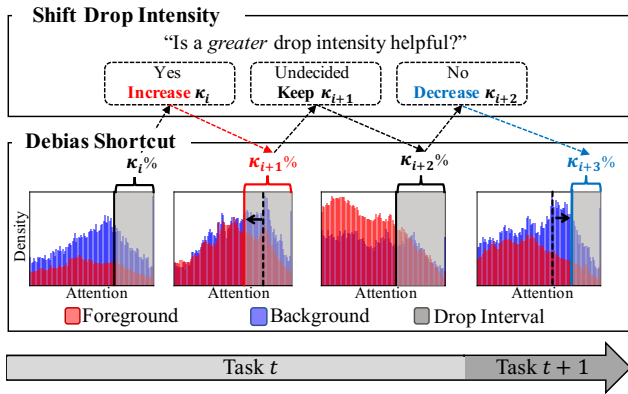 Shift Drop Intensity
“Is a greater drop intensity helpful?”
Yes
Increase κᵢ
Undecided
Keep κᵢ₊₁
No
Decrease κᵢ₊₂
Debias Shortcut
κᵢ%
κᵢ₊₁%
κᵢ₊₂%
κᵢ₊₃%
Density
Attention
Attention
Attention
Attention
Foreground
Background
Drop Interval
Task t
Task t + 1